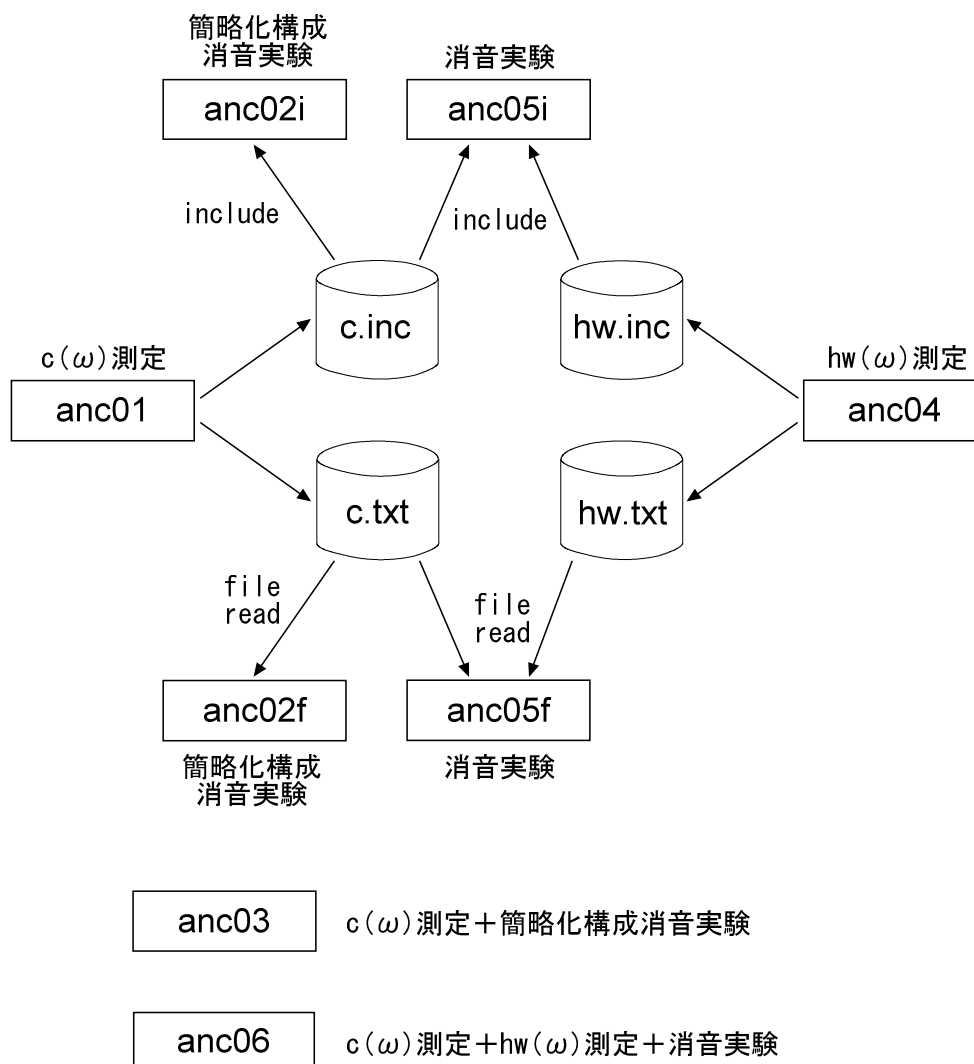 簡略化構成
消音実験
消音実験
anc02i
anc05i
include
include
c.inc
hw.inc
c(ω)測定
hw(ω)測定
anc01
anc04
c.txt
hw.txt
file
read
file
read
anc02f
anc05f
簡略化構成
消音実験
消音実験
anc03
c(ω)測定＋簡略化構成消音実験
anc06
c(ω)測定＋hw(ω)測定＋消音実験